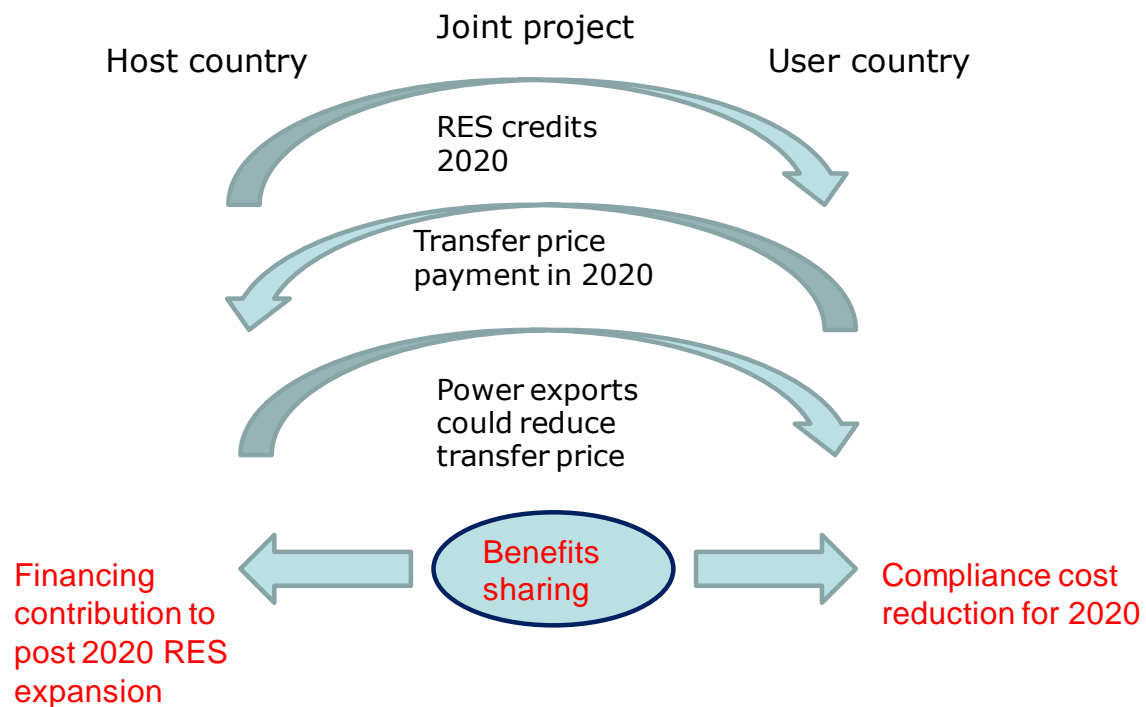 Joint project
Host country
User country
RES credits
2020
Transfer price
payment in 2020
Power exports
could reduce
transfer price
Benefits
sharing
Financing
contribution to
post 2020 RES
expansion
Compliance cost
reduction for 2020